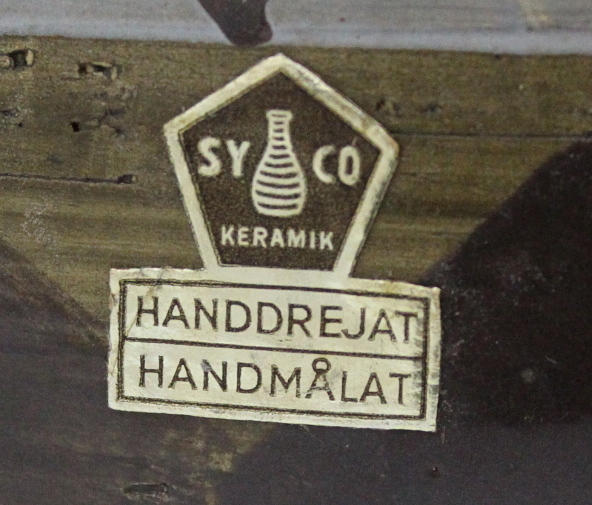 SY CO
KERAMIK
HANDDREJAT
HANDMÅLAT